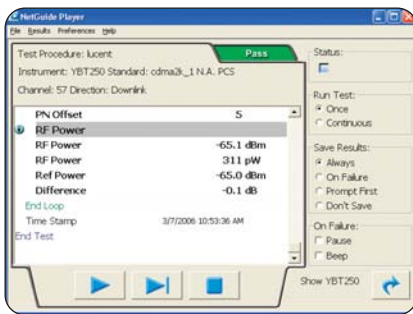 NetGuide Player
File Results Preferences Help
Test Procedure: lucent
Pass
Instrument: YBT250 Standard: cdma2k_1 N.A. PCS
Channel: 57 Direction: Downlink
PN Offset 5
RF Power
RF Power -65.1 dBm
RF Power 311 pW
Ref Power -65.0 dBm
Difference -0.1 dB
End Loop
Time Stamp 3/7/2006 10:53:36 AM
End Test
Status:
Run Test:
Once
Continuous
Save Results:
Always
On Failure
Prompt First
Don't Save
On Failure:
Pause
Beep
Show YBT250